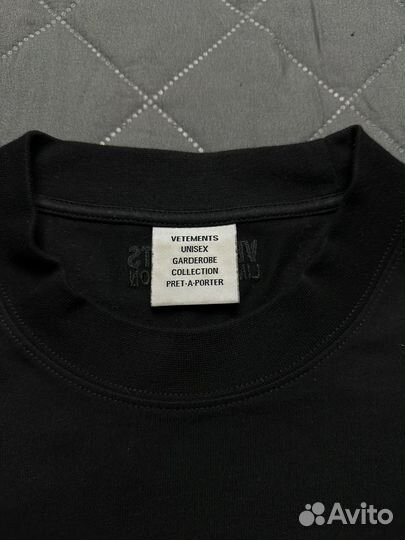 VETEMENTS
UNISEX
GARDEROBE
COLLECTION
PRET-A-PORTER
Avito